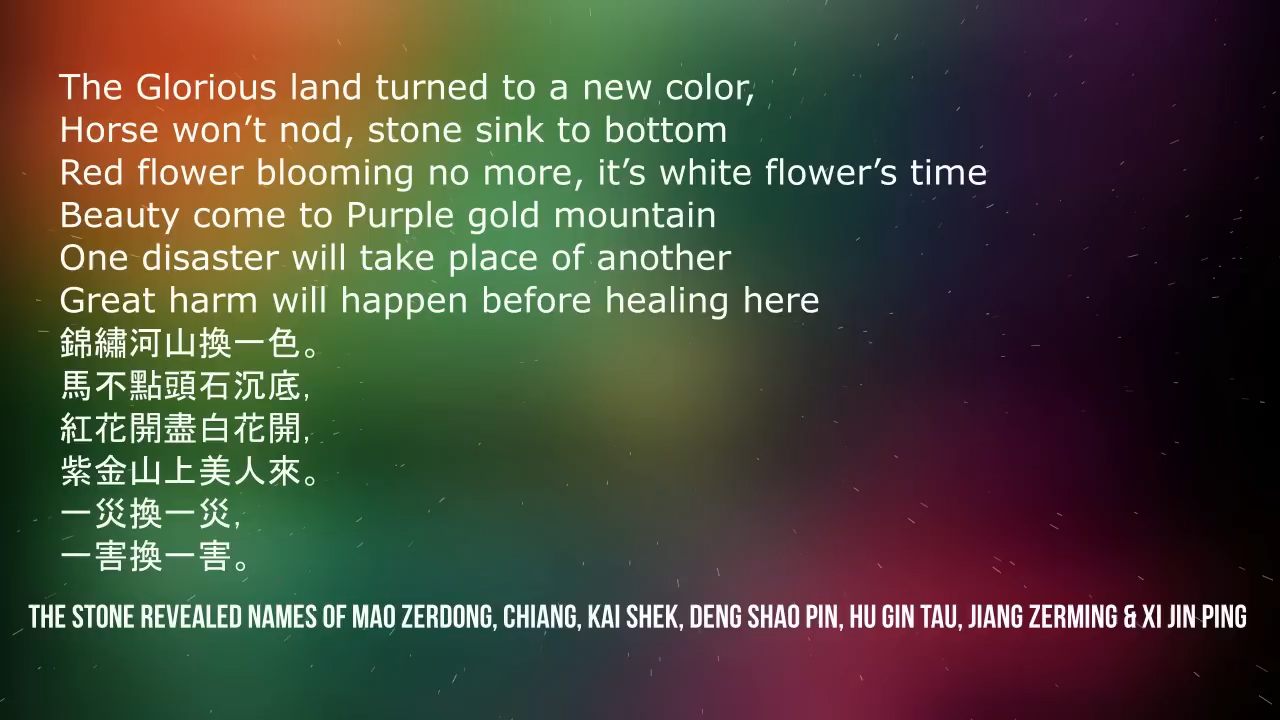 The Glorious land turned to a new color,
Horse won’t nod, stone sink to bottom
Red flower blooming no more, it’s white flower’s time
Beauty come to Purple gold mountain
One disaster will take place of another
Great harm will happen before healing here
錦繡河山換一色。
馬不點頭石沉底,
紅花開盡白花開,
紫金山上美人來。
一災換一災,
一害換一害。
THE STONE REVEALED NAMES OF MAO ZERDONG, CHIANG, KAI SHEK, DENG SHAO PIN, HU GIN TAU, JIANG ZERMING & XI JIN PING